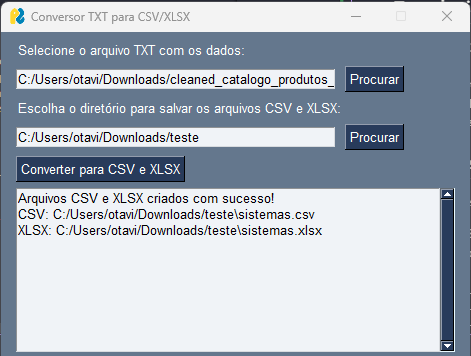 Conversor TXT para CSV/XLSX
Selecione o arquivo TXT com os dados:
C:/Users/otavi/Downloads/cleaned_catalogo_produtos_
Procurar
Escolha o diretório para salvar os arquivos CSV e XLSX:
C:/Users/otavi/Downloads/teste
Procurar
Converter para CSV e XLSX
Arquivos CSV e XLSX criados com sucesso!
CSV: C:/Users/otavi/Downloads/teste\sistemas.csv
XLSX: C:/Users/otavi/Downloads/teste\sistemas.xlsx